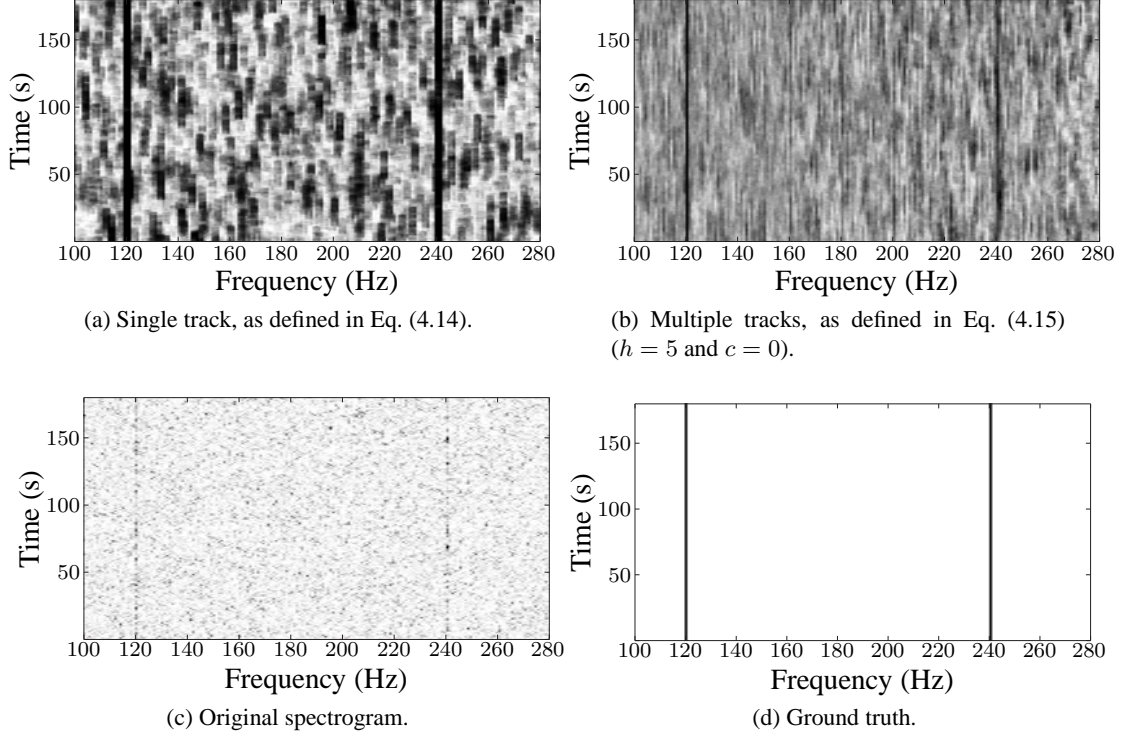 150
100
50
Time (s)
100 120 140 160 180 200 220 240 260 280
Frequency (Hz)
(a) Single track, as defined in Eq. (4.14).
150
100
50
Time (s)
100 120 140 160 180 200 220 240 260 280
Frequency (Hz)
(b) Multiple tracks, as defined in Eq. (4.15)
(h = 5 and c = 0).
150
100
50
Time (s)
100 120 140 160 180 200 220 240 260 280
Frequency (Hz)
(c) Original spectrogram.
150
100
50
Time (s)
100 120 140 160 180 200 220 240 260 280
Frequency (Hz)
(d) Ground truth.